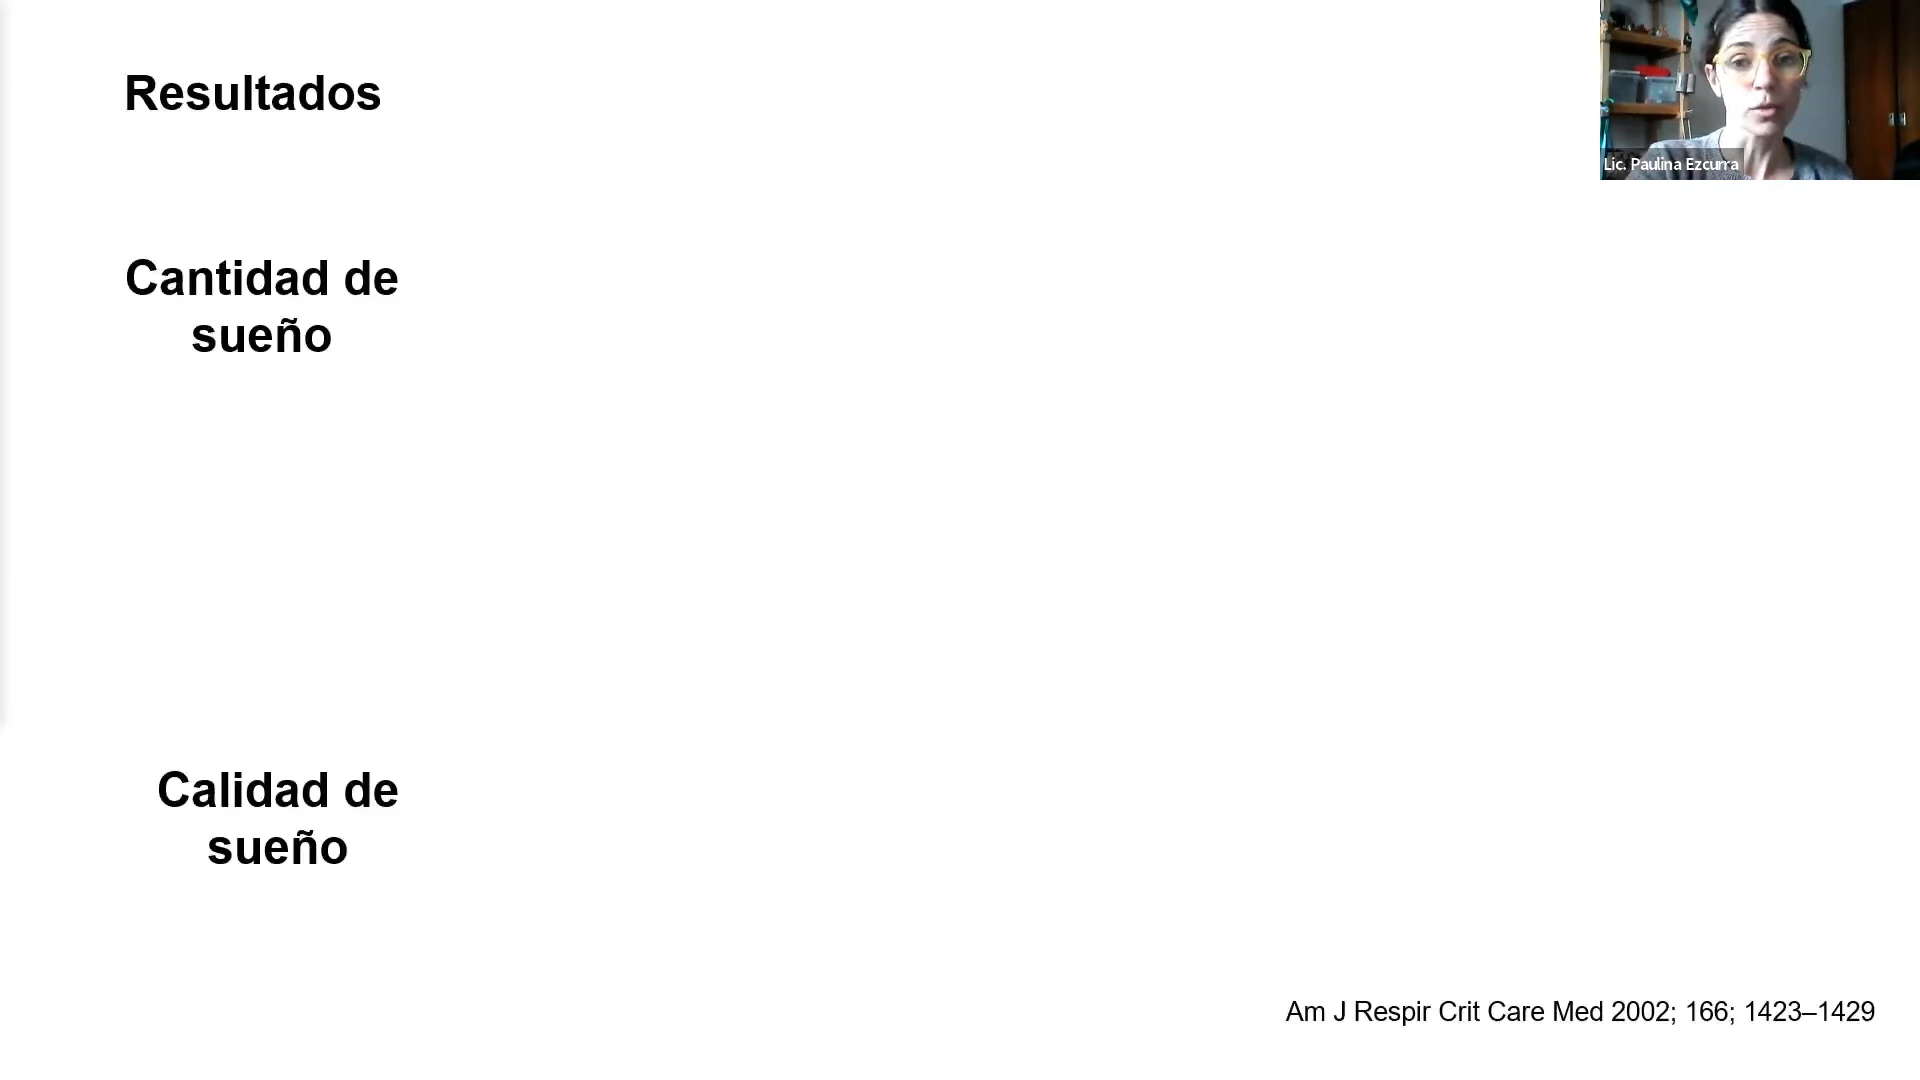 Resultados
Lic. Paulina Ezcurra
Cantidad de
sueño
Calidad de
sueño
Am J Respir Crit Care Med 2002; 166; 1423–1429